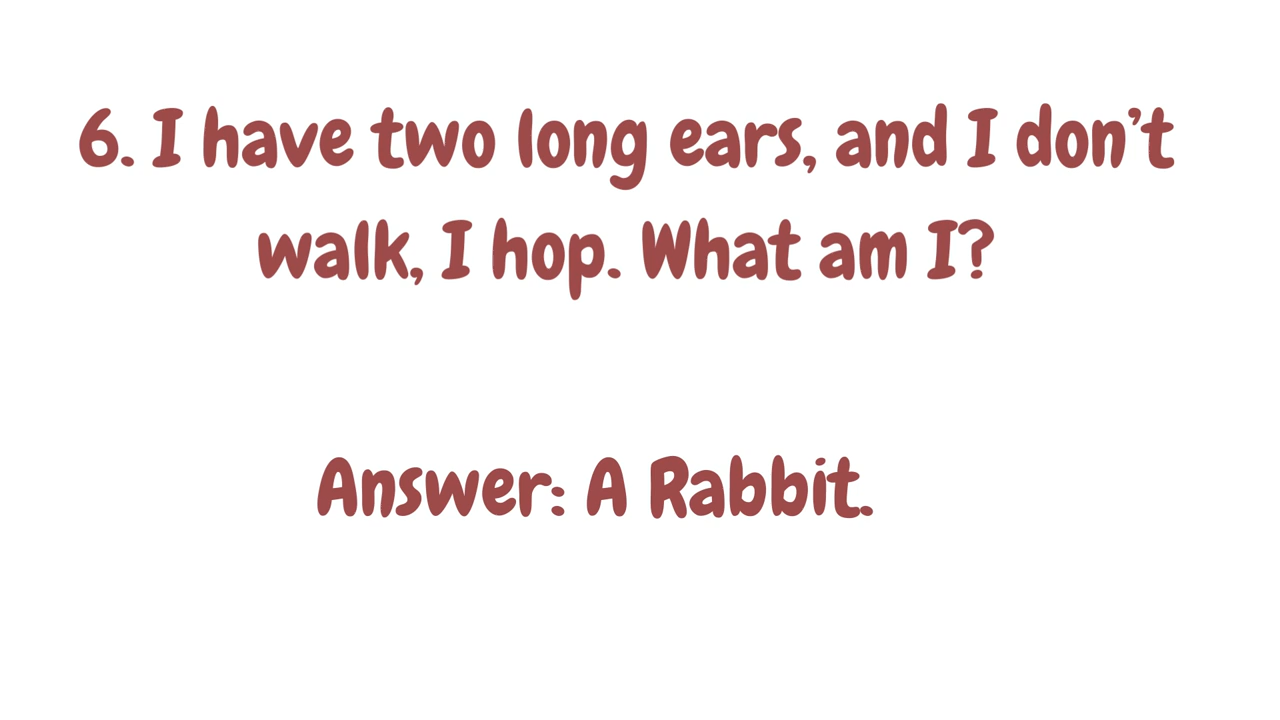 6. I have two long ears, and I don’t
walk, I hop. What am I?
Answer: A Rabbit.